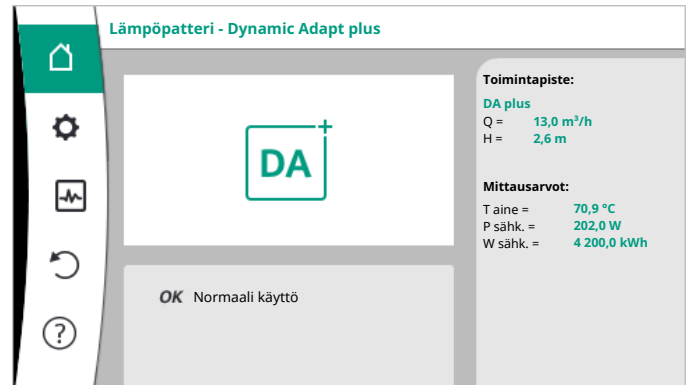 Lämpöpatteri - Dynamic Adapt plus
DA+
OK Normaali käyttö
Toimintapiste:
DA plus
Q = 13,0 m³/h
H = 2,6 m
Mittausarvot:
T aine = 70,9 °C
P sähk. = 202,0 W
W sähk. = 4 200,0 kWh
?